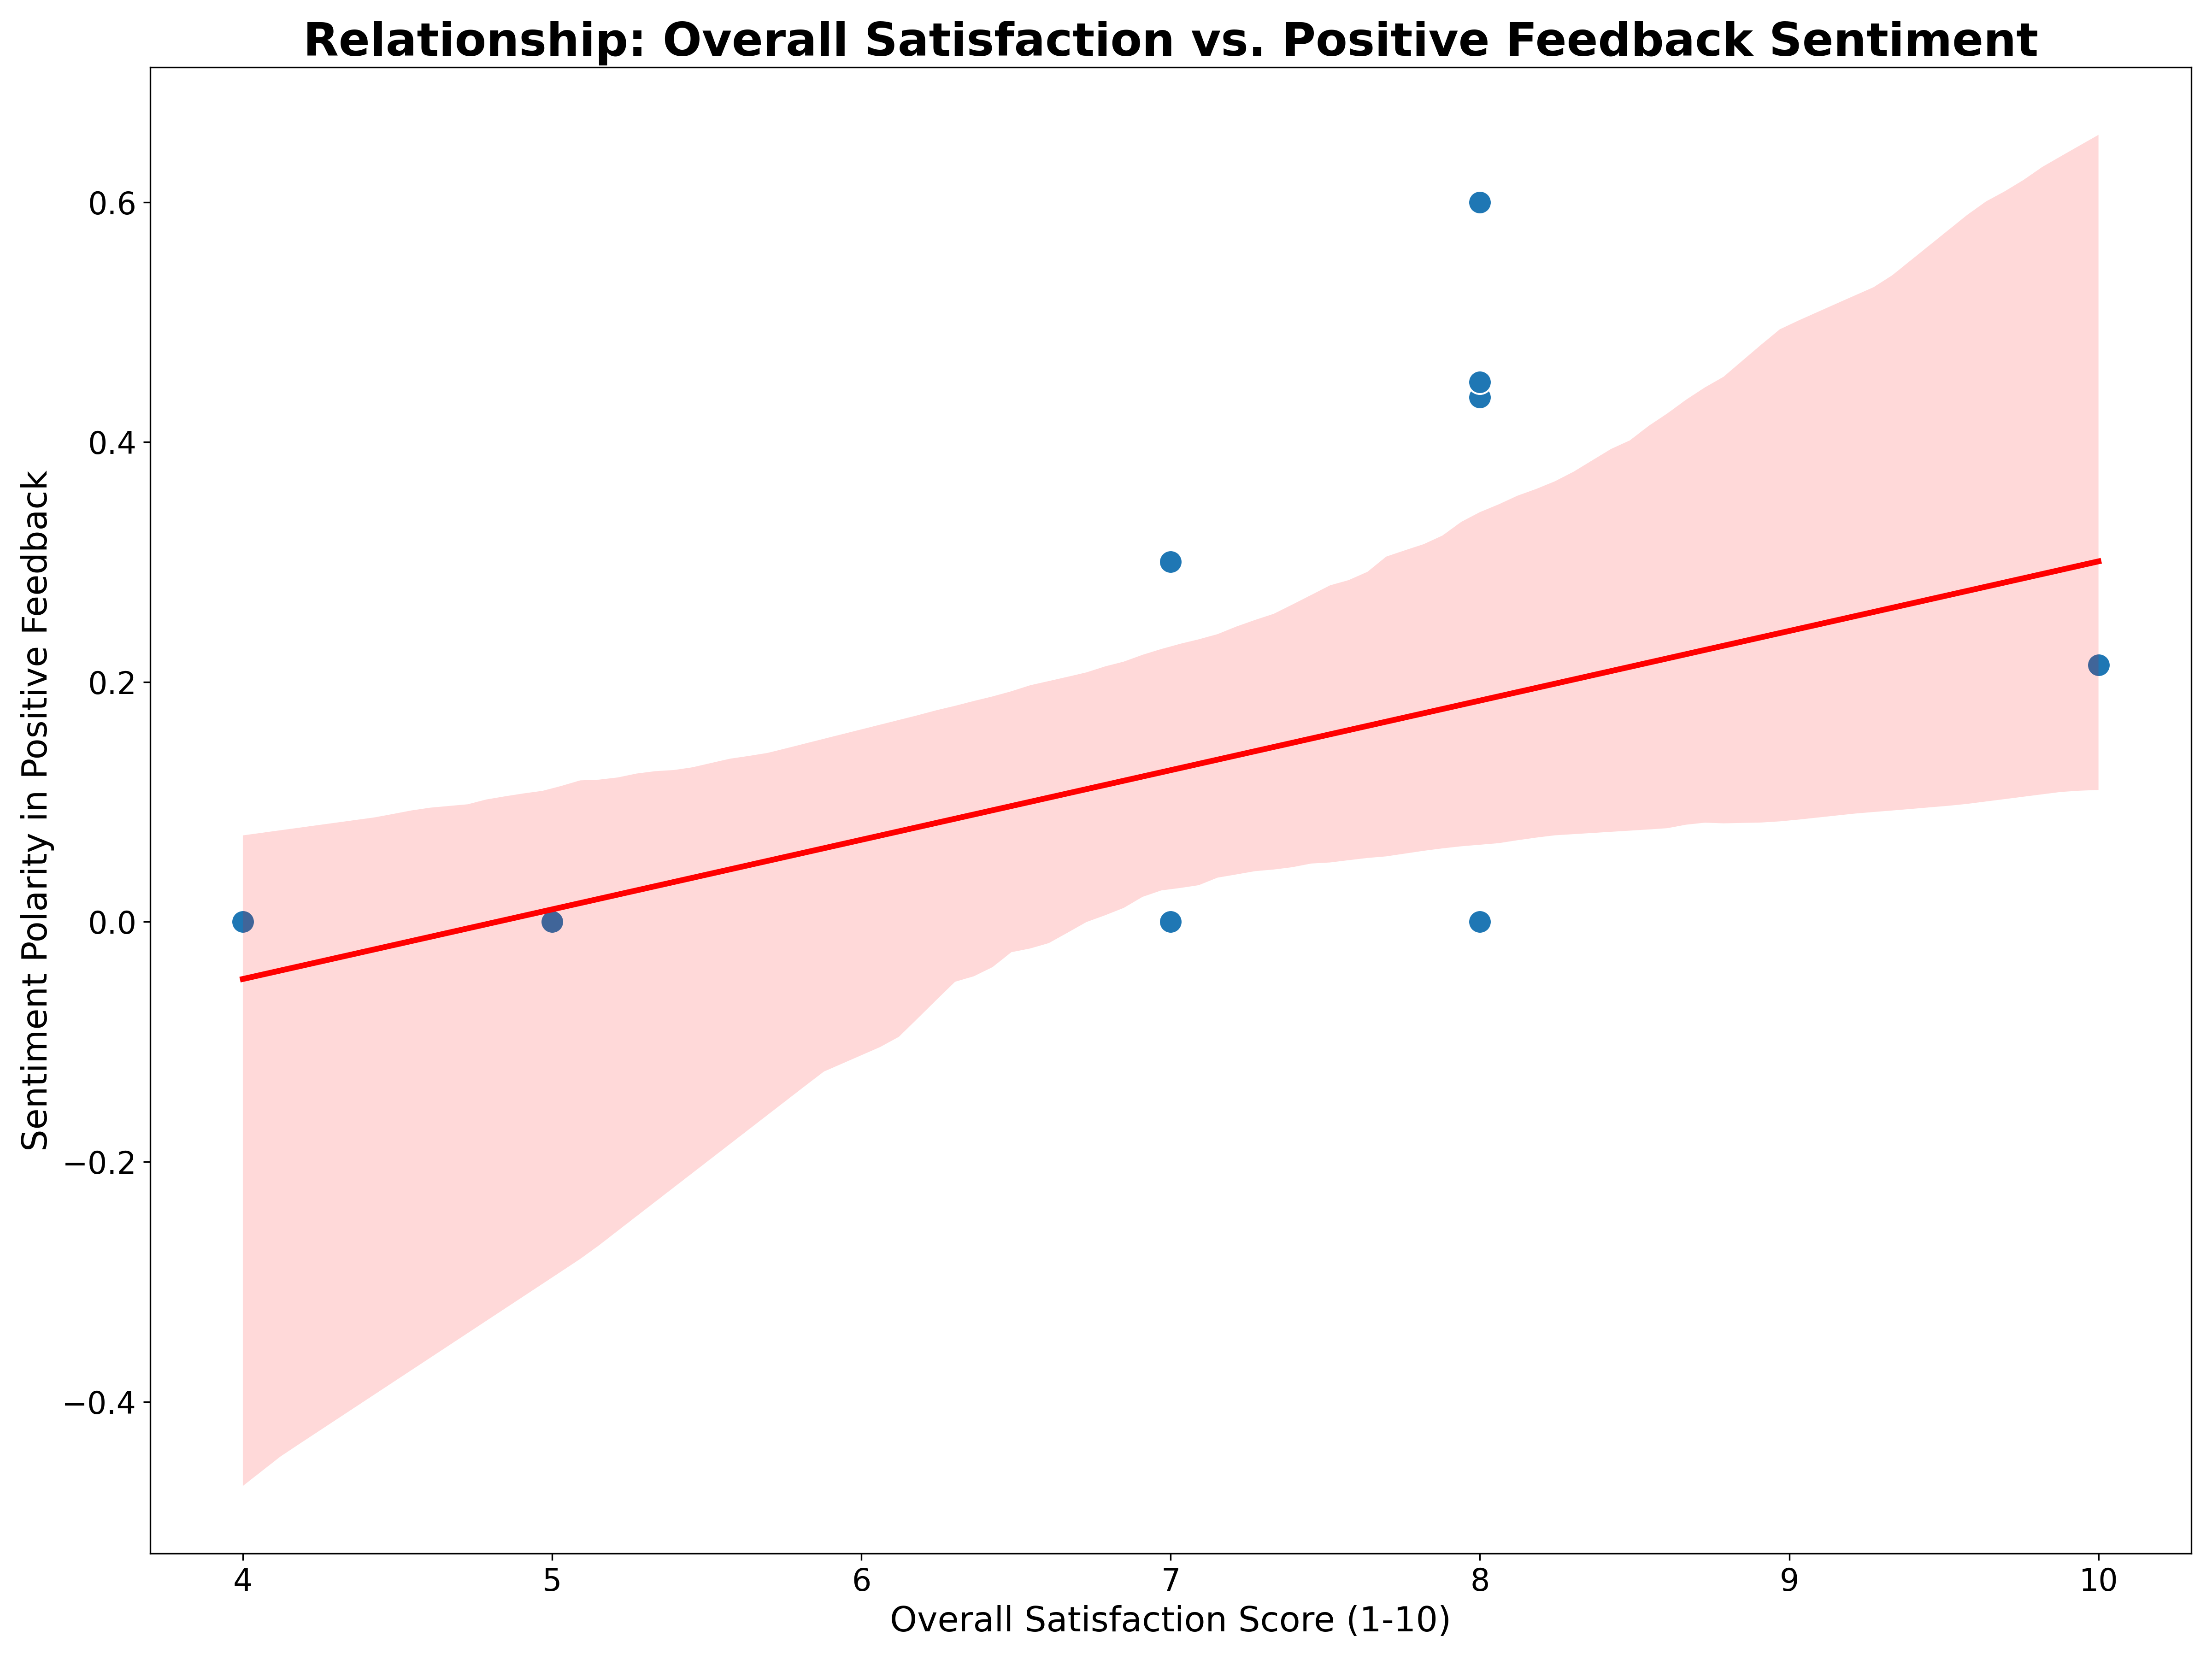 Relationship: Overall Satisfaction vs. Positive Feedback Sentiment
Sentiment Polarity in Positive Feedback
0.6
0.4
0.2
0.0
−0.2
−0.4
4 5 6 7 8 9 10
Overall Satisfaction Score (1-10)